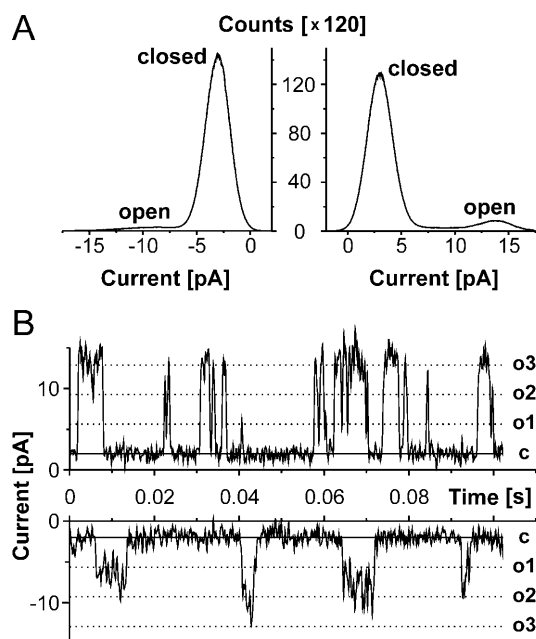 A
Counts [×120]
closed
closed
120
80
open
open
40
0
-15 -10 -5 0
0 5 10 15
Current [pA]
Current [pA]
B
o3
10
o2
o1
c
0
Current [pA]
0 0.02 0.04 0.06 0.08 Time [s]
0
c
o1
-10
o2
o3